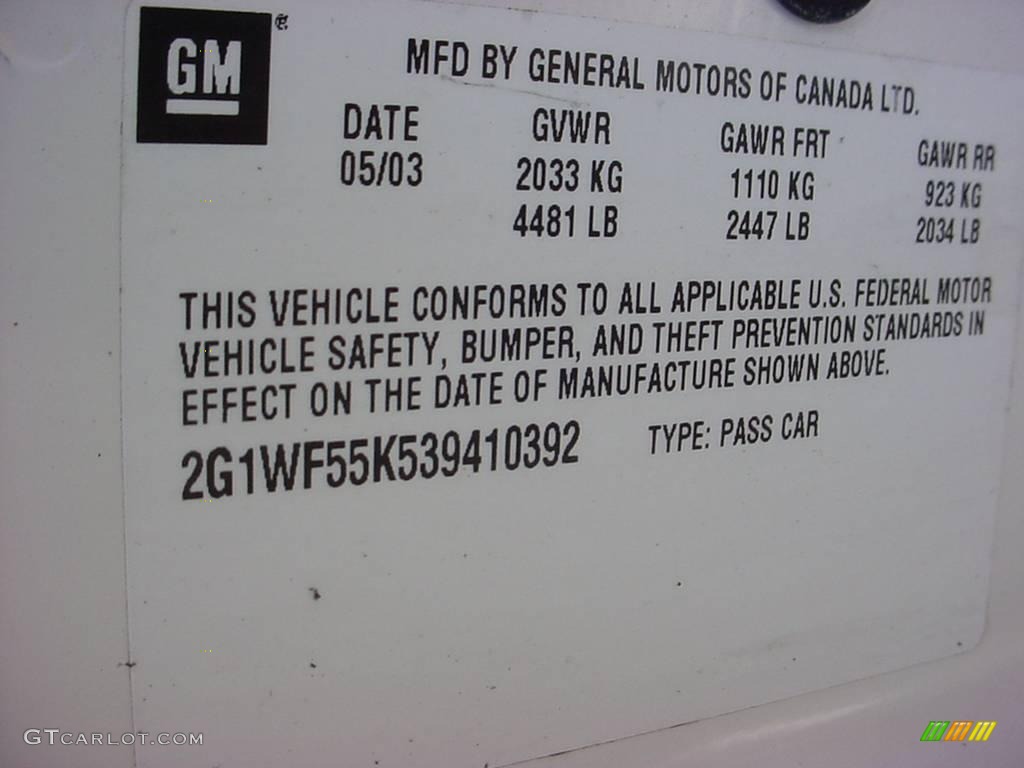 GM
MFD BY GENERAL MOTORS OF CANADA LTD.
DATE GVWR GAWR FRT GAWR RR
05/03 2033 KG 1110 KG 923 KG
4481 LB 2447 LB 2034 LB
THIS VEHICLE CONFORMS TO ALL APPLICABLE U.S. FEDERAL MOTOR
VEHICLE SAFETY, BUMPER, AND THEFT PREVENTION STANDARDS IN
EFFECT ON THE DATE OF MANUFACTURE SHOWN ABOVE.
2G1WF55K539410392 TYPE: PASS CAR
GTCARLOT.COM